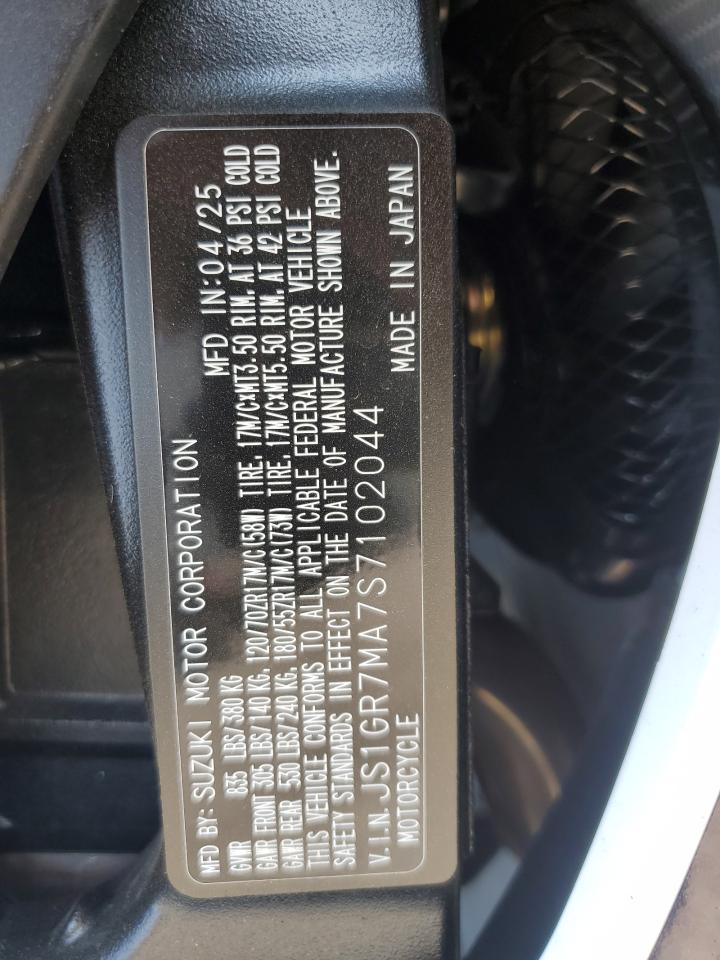 MFD BY: SUZUKI MOTOR CORPORATION MFD IN: 04/25
GVWR 835 LBS/380 KG
GAWR FRONT 305 LBS/140 KG, 120/70ZR17M/C(58W) TIRE, 17M/CxMT3.50 RIM, AT 36 PSI COLD
GAWR REAR 530 LBS/240 KG, 180/55ZR17M/C(73W) TIRE, 17M/CxMT5.50 RIM, AT 42 PSI COLD
THIS VEHICLE CONFORMS TO ALL APPLICABLE FEDERAL MOTOR VEHICLE
SAFETY STANDARDS IN EFFECT ON THE DATE OF MANUFACTURE SHOWN ABOVE.
V.I.N. JS1GR7MA7S7102044
MOTORCYCLE MADE IN JAPAN